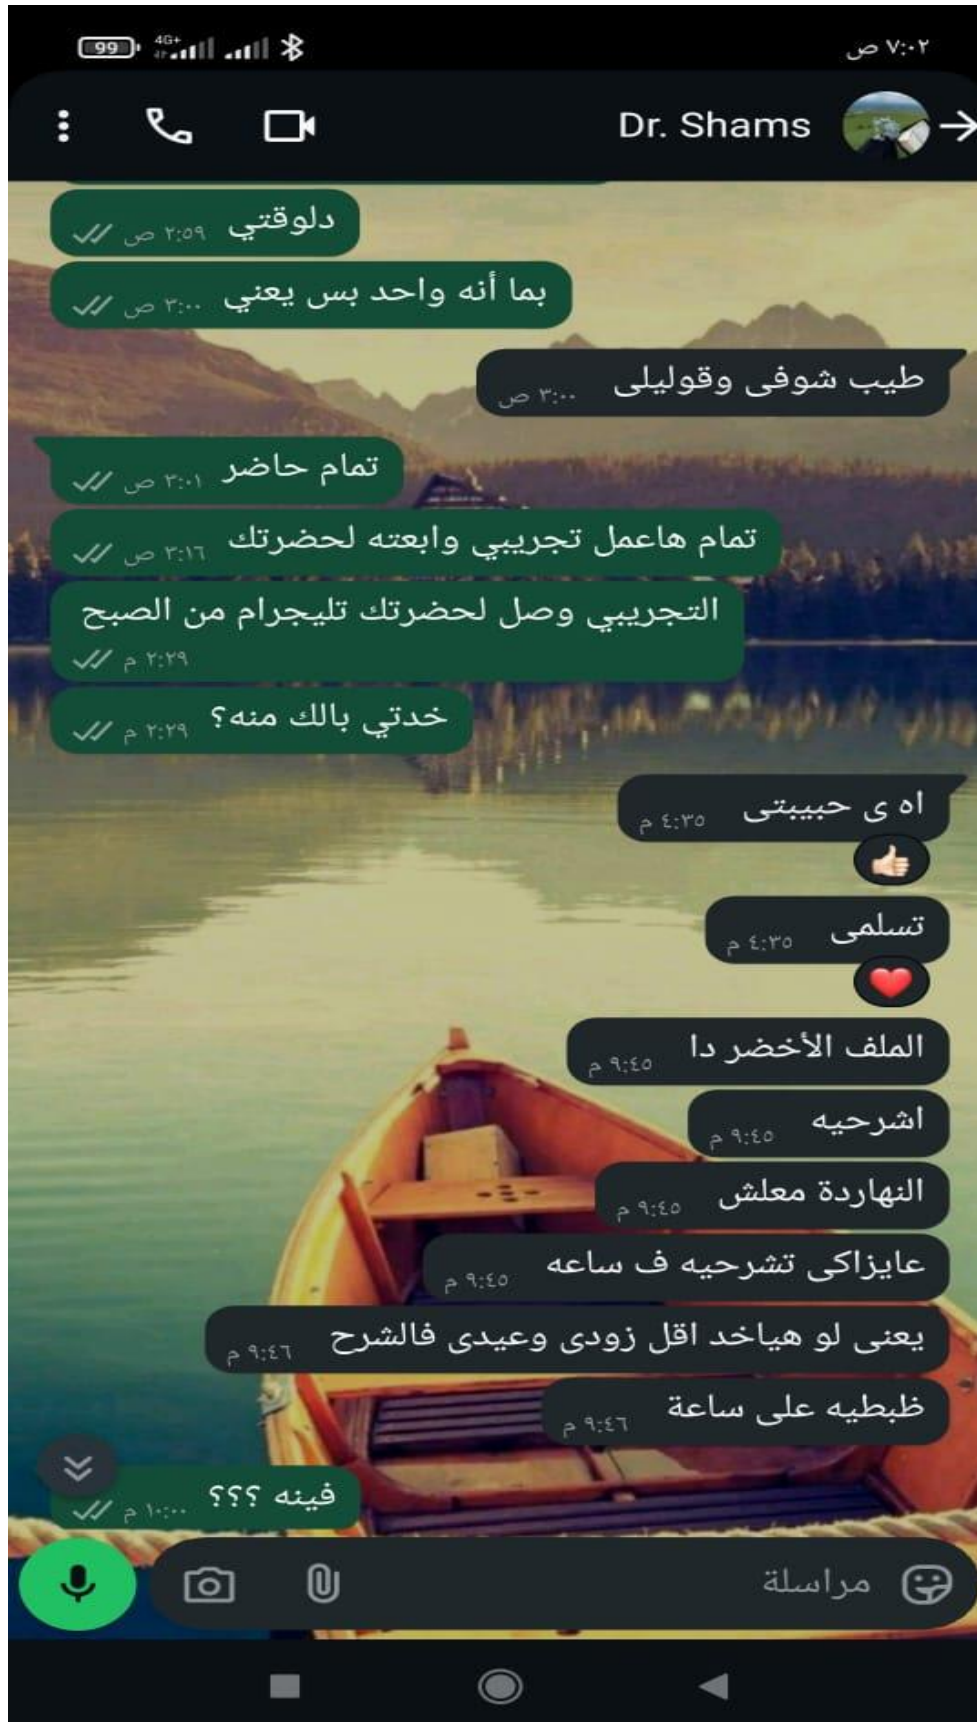 99 4G+ ٧:٠٢ ص
Dr. Shams
دلوقتي ٢:٥٩ ص
بما أنه واحد بس يعني ٣:٠٠ ص
طيب شوفى وقوليلى ٣:٠٠ ص
تمام حاضر ٣:٠١ ص
تمام هاعمل تجريبي وابعته لحضرتك ٣:١٦ ص
التجريبي وصل لحضرتك تليجرام من الصبح
٢:٢٩ م
خدتي بالك منه؟ ٢:٢٩ م
اه ى حبيبتى ٤:٣٥ م
تسلمى ٤:٣٥ م
الملف الأخضر دا ٩:٤٥ م
اشرحيه ٩:٤٥ م
النهاردة معلش ٩:٤٥ م
عايزاكى تشرحيه ف ساعه ٩:٤٥ م
يعنى لو هياخد اقل زودى وعيدى فالشرح ٩:٤٦ م
ظبطيه على ساعة ٩:٤٦ م
فينه ؟؟؟ ١٠:٠٠ م
مراسلة